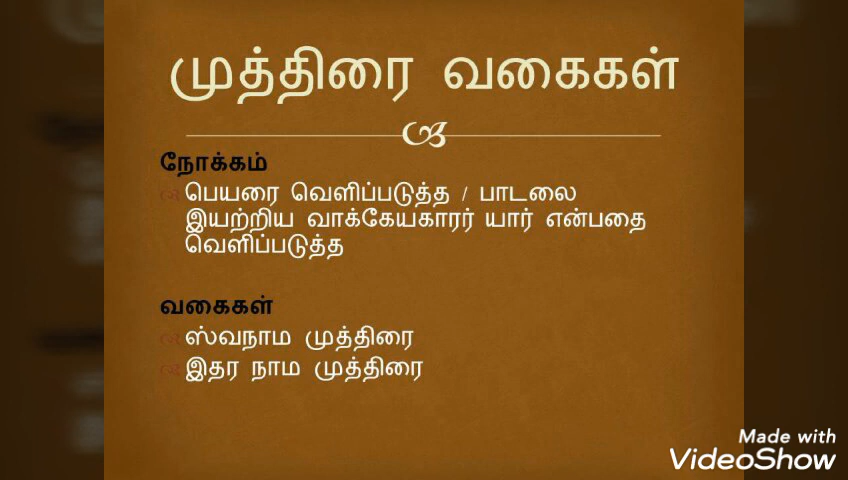 முத்திரை வகைகள்
நோக்கம்
பெயரை வெளிப்படுத்த / பாடலை
இயற்றிய வாக்கேயகாரர் யார் என்பதை
வெளிப்படுத்த
வகைகள்
ஸ்வநாம முத்திரை
இதர நாம முத்திரை
Made with
VideoShow